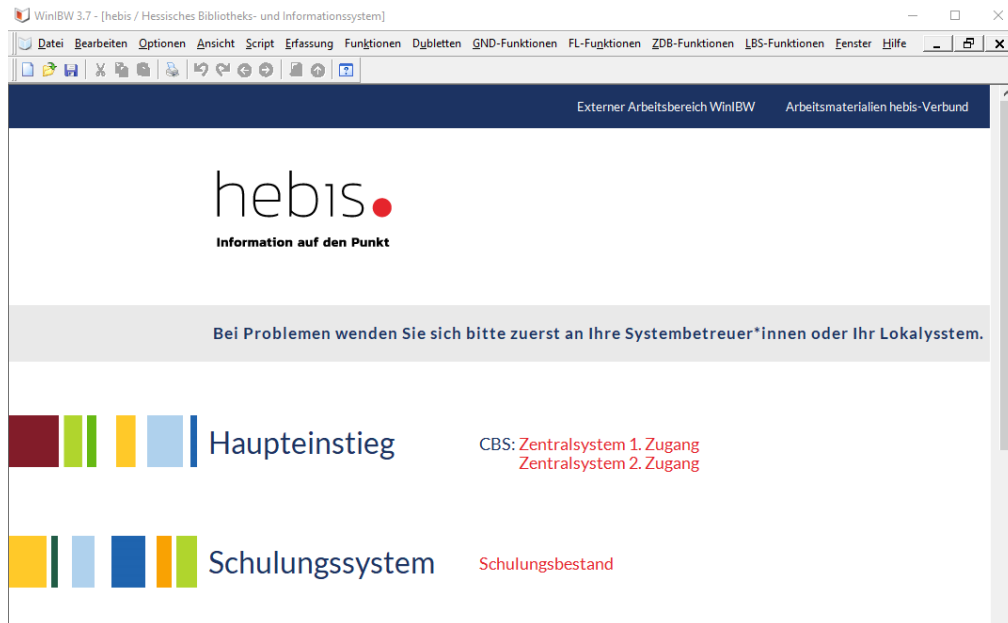 WinIBW 3.7 - [hebis / Hessisches Bibliotheks- und Informationssystem]
Datei Bearbeiten Optionen Ansicht Script Erfassung Funktionen Dubletten GND-Funktionen FL-Funktionen ZDB-Funktionen LBS-Funktionen Fenster Hilfe
Externer Arbeitsbereich WinIBW Arbeitsmaterialien hebis-Verbund
hebis.
Information auf den Punkt
Bei Problemen wenden Sie sich bitte zuerst an Ihre Systembetreuer*innen oder Ihr Lokalysstem.
Haupteinstieg CBS: Zentralsystem 1. Zugang
Zentralsystem 2. Zugang
Schulungssystem Schulungsbestand